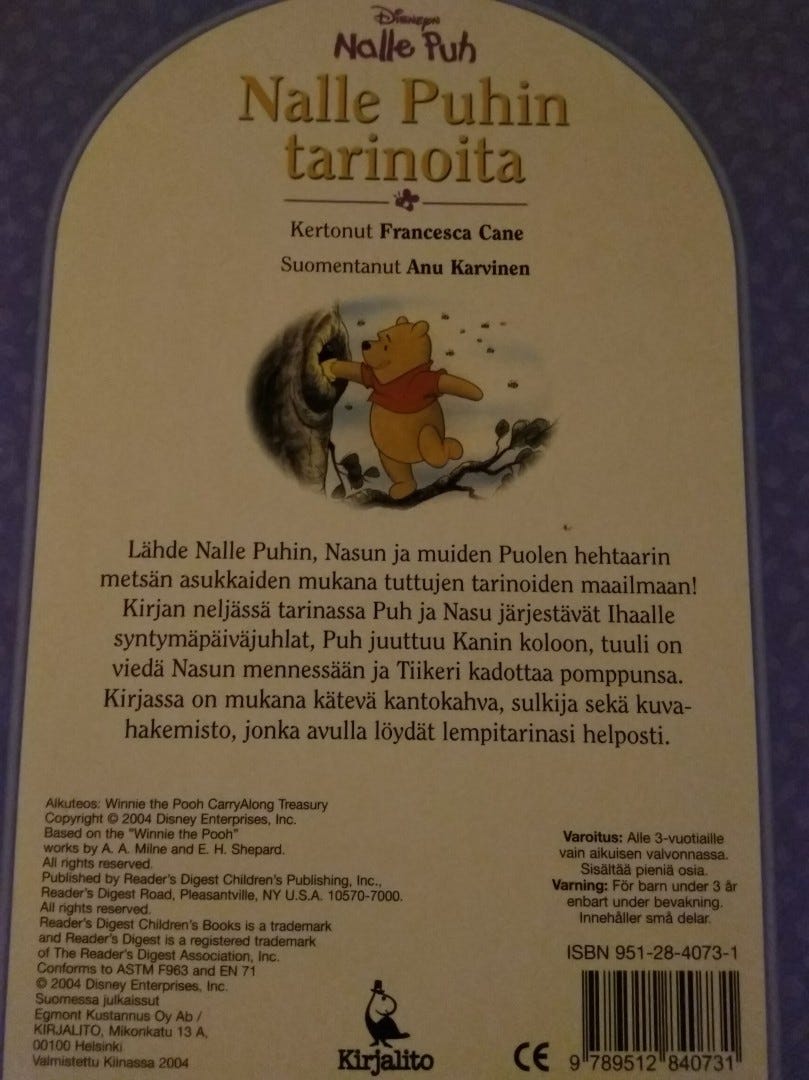 Disneyn
Nalle Puh
Nalle Puhin
tarinoita
Kertonut Francesca Cane
Suomentanut Anu Karvinen
Lähde Nalle Puhin, Nasun ja muiden Puolen hehtaarin
metsän asukkaiden mukana tuttujen tarinoiden maailmaan!
Kirjan neljässä tarinassa Puh ja Nasu järjestävät Ihaalle
syntymäpäiväjuhlat, Puh juuttuu Kanin koloon, tuuli on
viedä Nasun mennessään ja Tiikeri kadottaa pomppunsa.
Kirjassa on mukana kätevä kantokahva, sulkija sekä kuva-
hakemisto, jonka avulla löydät lempitarinasi helposti.
Alkuteos: Winnie the Pooh CarryAlong Treasury
Copyright © 2004 Disney Enterprises, Inc.
Based on the "Winnie the Pooh"
works by A. A. Milne and E. H. Shepard.
All rights reserved.
Published by Reader's Digest Children's Publishing, Inc.,
Reader's Digest Road, Pleasantville, NY U.S.A. 10570-7000.
All rights reserved.
Reader's Digest Children's Books is a trademark
and Reader's Digest is a registered trademark
of The Reader's Digest Association, Inc.
Conforms to ASTM F963 and EN 71
© 2004 Disney Enterprises, Inc.
Suomessa julkaissut
Egmont Kustannus Oy Ab /
KIRJALITO, Mikonkatu 13 A,
00100 Helsinki
Valmistettu Kiinassa 2004
Kirjalito
Varoitus: Alle 3-vuotiaille
vain aikuisen valvonnassa.
Sisältää pieniä osia.
Varning: För barn under 3 år
enbart under bevakning.
Innehåller små delar.
ISBN 951-28-4073-1
CE
9 789512 840731